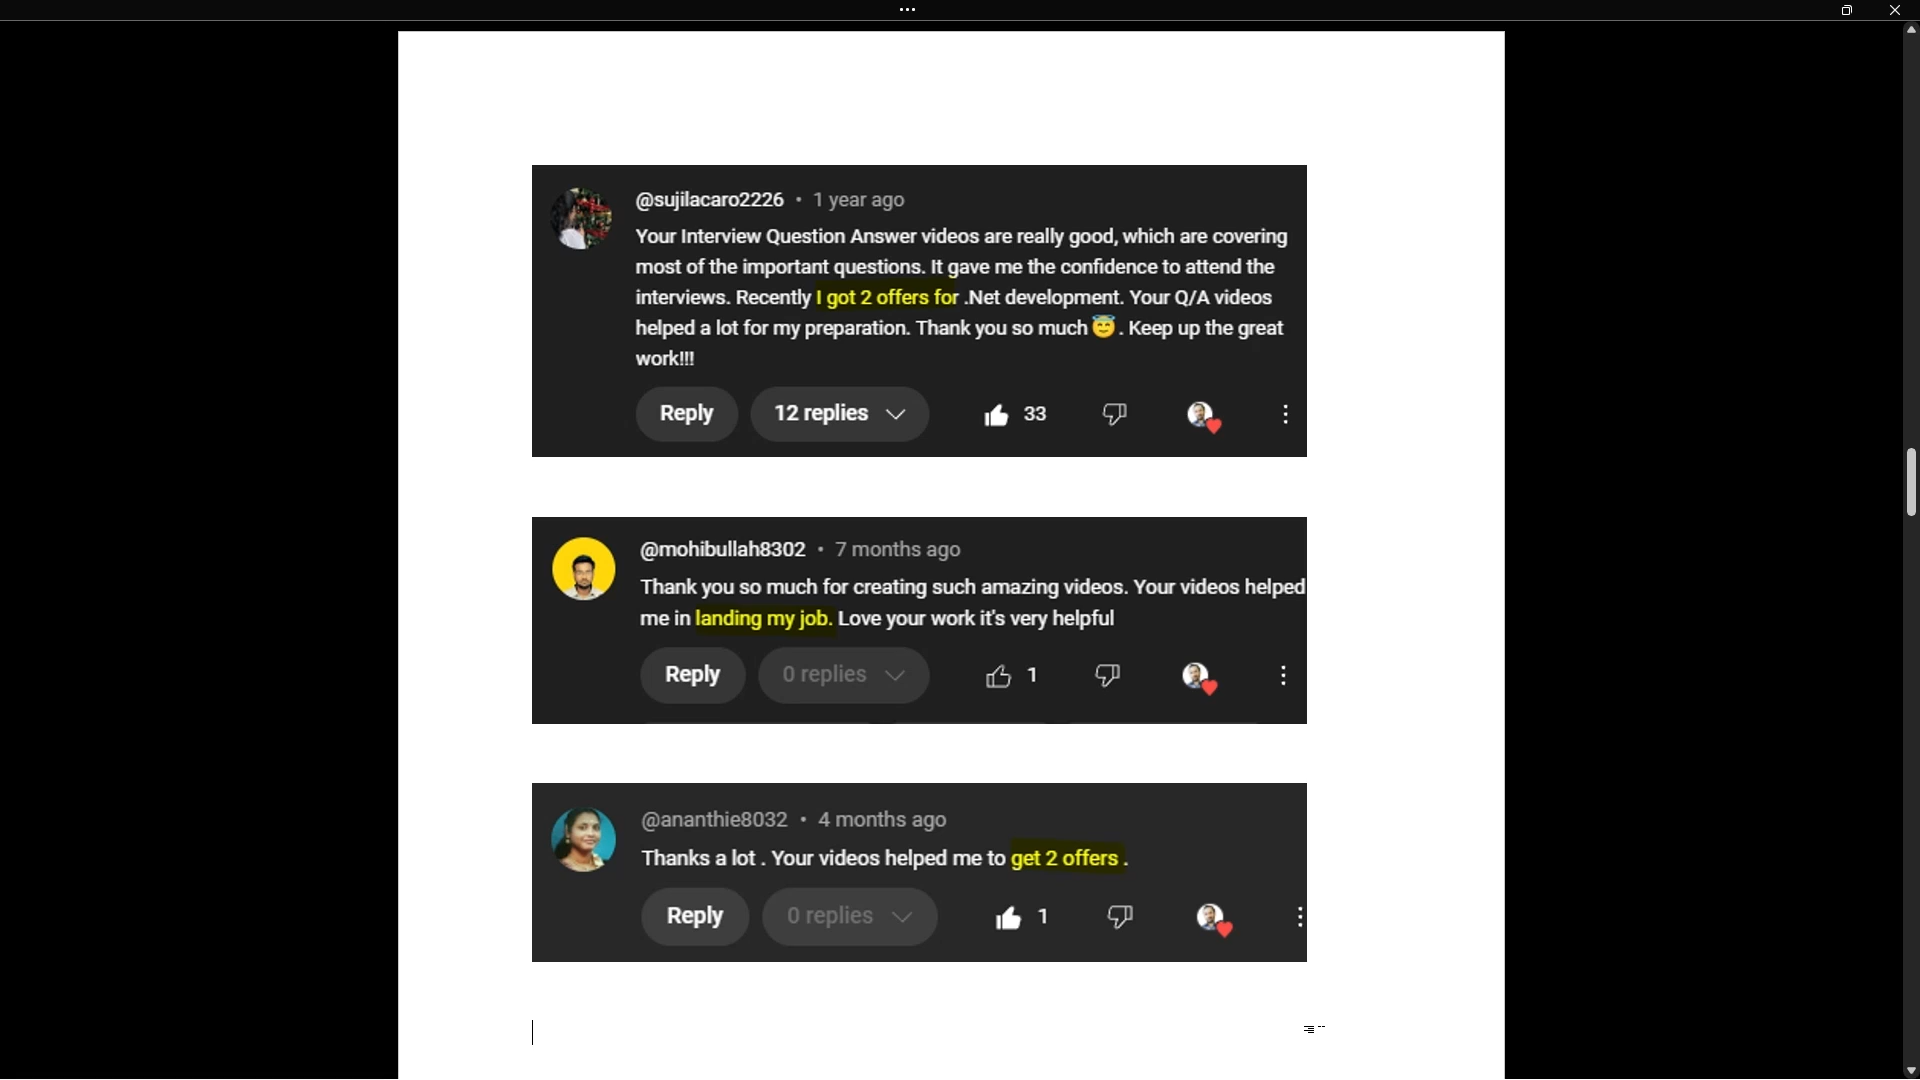 @sujilacaro2226 • 1 year ago
Your Interview Question Answer videos are really good, which are covering
most of the important questions. It gave me the confidence to attend the
interviews. Recently I got 2 offers for .Net development. Your Q/A videos
helped a lot for my preparation. Thank you so much😇. Keep up the great
work!!!
Reply 12 replies 33
@mohibullah8302 • 7 months ago
Thank you so much for creating such amazing videos. Your videos helped
me in landing my job. Love your work it's very helpful
Reply 0 replies 1
@ananthie8032 • 4 months ago
Thanks a lot . Your videos helped me to get 2 offers .
Reply 0 replies 1